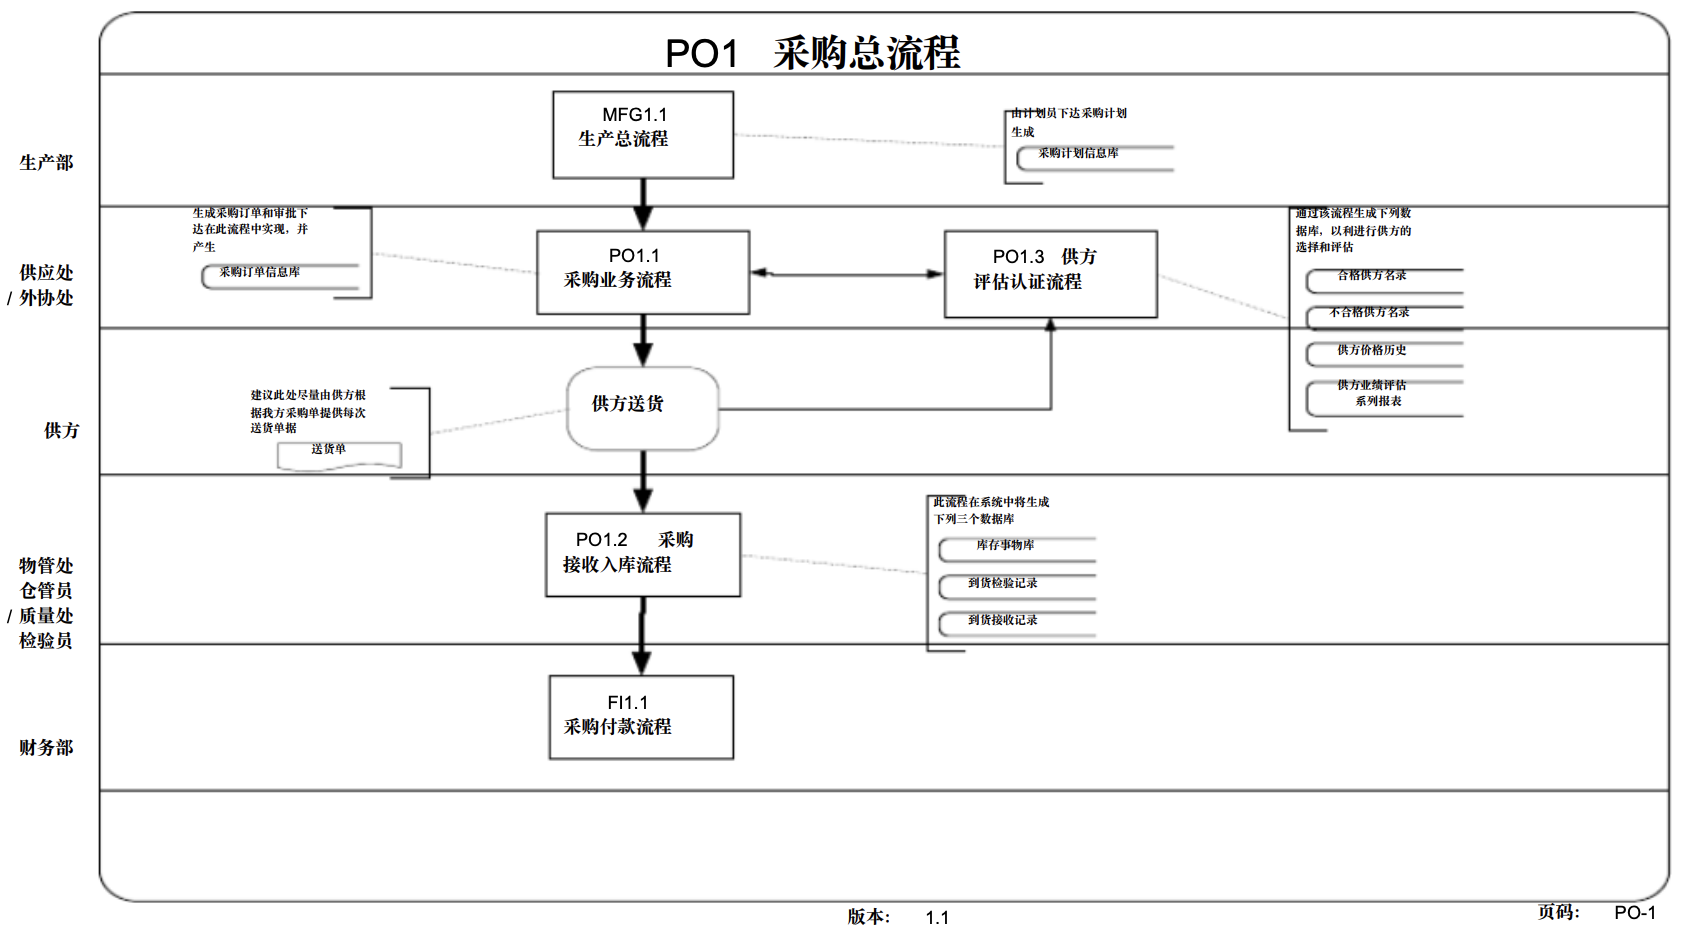 PO1 采购总流程
MFG1.1
生产总流程
由计划员下达采购计划
生成
采购计划信息库
生产部
生成采购订单和审批下
达在此流程中实现，并
产生
采购订单信息库
PO1.1
采购业务流程
PO1.3 供方
评估认证流程
通过该流程生成下列数
据库，以利进行供方的
选择和评估
合格供方名录
不合格供方名录
供方价格历史
供方业绩评估
系列报表
供应处
/ 外协处
建议此处尽量由供方根
据我方采购单提供每次
送货单据
送货单
供方送货
供方
PO1.2 采购
接收入库流程
此流程在系统中将生成
下列三个数据库
库存事物库
到货检验记录
到货接收记录
物管处
仓管员
/ 质量处
检验员
FI1.1
采购付款流程
财务部
版本： 1.1
页码： PO-1